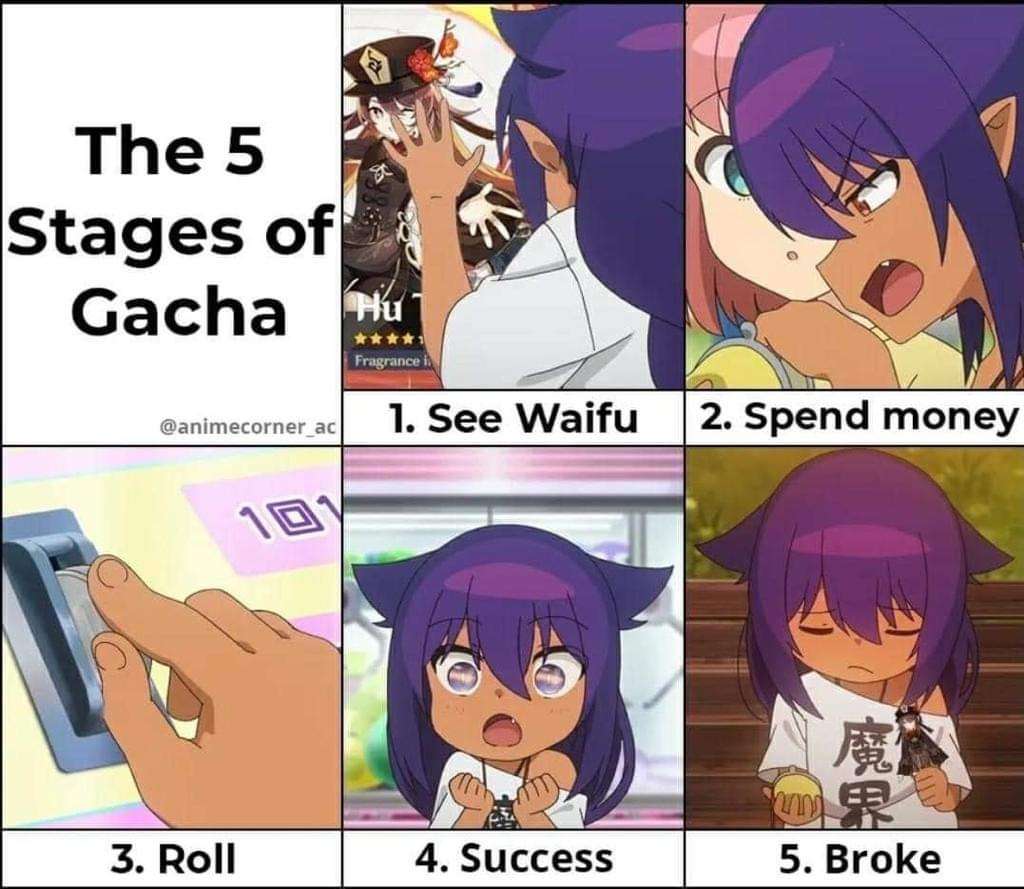 The 5
Stages of
Gacha
@animecorner_ac
Hu
Fragrance
1. See Waifu
2. Spend money
101
3. Roll
4. Success
魔
界
5. Broke